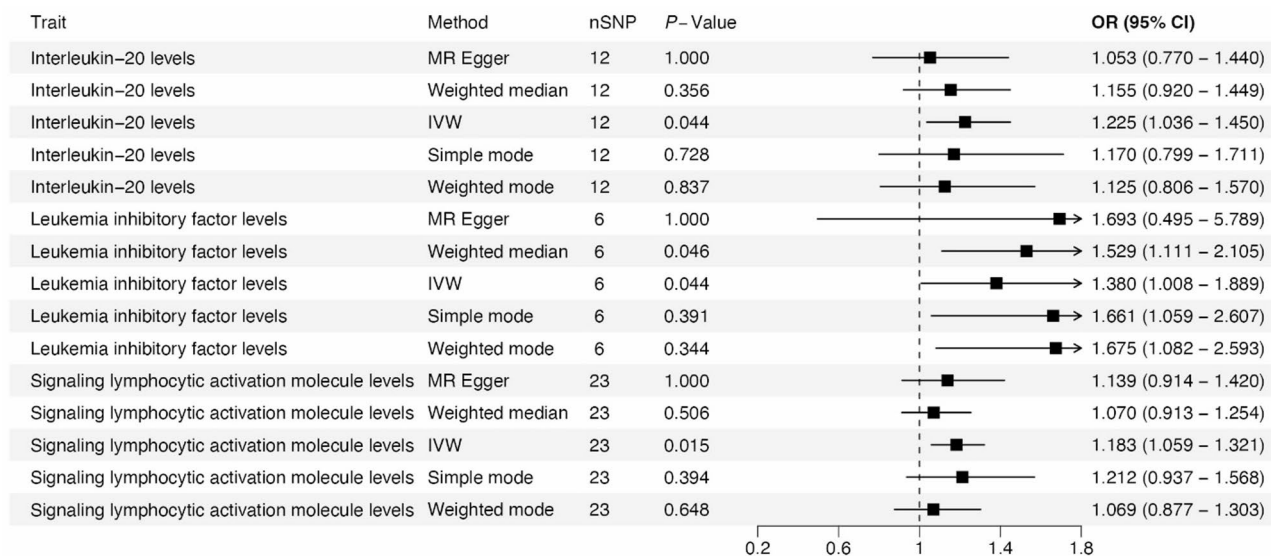 Trait Method nSNP P–Value OR (95% CI)
Interleukin–20 levels MR Egger 12 1.000 1.053 (0.770 – 1.440)
Interleukin–20 levels Weighted median 12 0.356 1.155 (0.920 – 1.449)
Interleukin–20 levels IVW 12 0.044 1.225 (1.036 – 1.450)
Interleukin–20 levels Simple mode 12 0.728 1.170 (0.799 – 1.711)
Interleukin–20 levels Weighted mode 12 0.837 1.125 (0.806 – 1.570)
Leukemia inhibitory factor levels MR Egger 6 1.000 1.693 (0.495 – 5.789)
Leukemia inhibitory factor levels Weighted median 6 0.046 1.529 (1.111 – 2.105)
Leukemia inhibitory factor levels IVW 6 0.044 1.380 (1.008 – 1.889)
Leukemia inhibitory factor levels Simple mode 6 0.391 1.661 (1.059 – 2.607)
Leukemia inhibitory factor levels Weighted mode 6 0.344 1.675 (1.082 – 2.593)
Signaling lymphocytic activation molecule levels MR Egger 23 1.000 1.139 (0.914 – 1.420)
Signaling lymphocytic activation molecule levels Weighted median 23 0.506 1.070 (0.913 – 1.254)
Signaling lymphocytic activation molecule levels IVW 23 0.015 1.183 (1.059 – 1.321)
Signaling lymphocytic activation molecule levels Simple mode 23 0.394 1.212 (0.937 – 1.568)
Signaling lymphocytic activation molecule levels Weighted mode 23 0.648 1.069 (0.877 – 1.303)
0.2 0.6 1 1.4 1.8